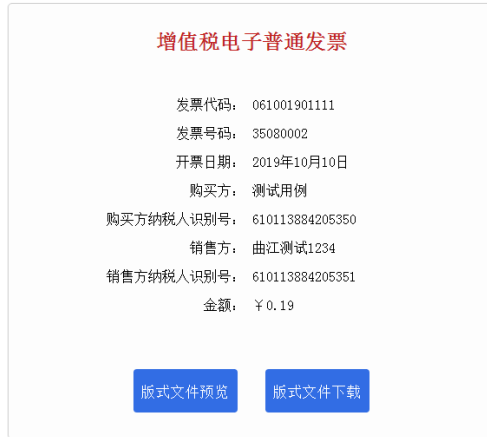 增值税电子普通发票
发票代码： 061001901111
发票号码： 35080002
开票日期： 2019年10月10日
购买方： 测试用例
购买方纳税人识别号： 610113884205350
销售方： 曲江测试1234
销售方纳税人识别号： 610113884205351
金额： ￥0.19
版式文件预览 版式文件下载